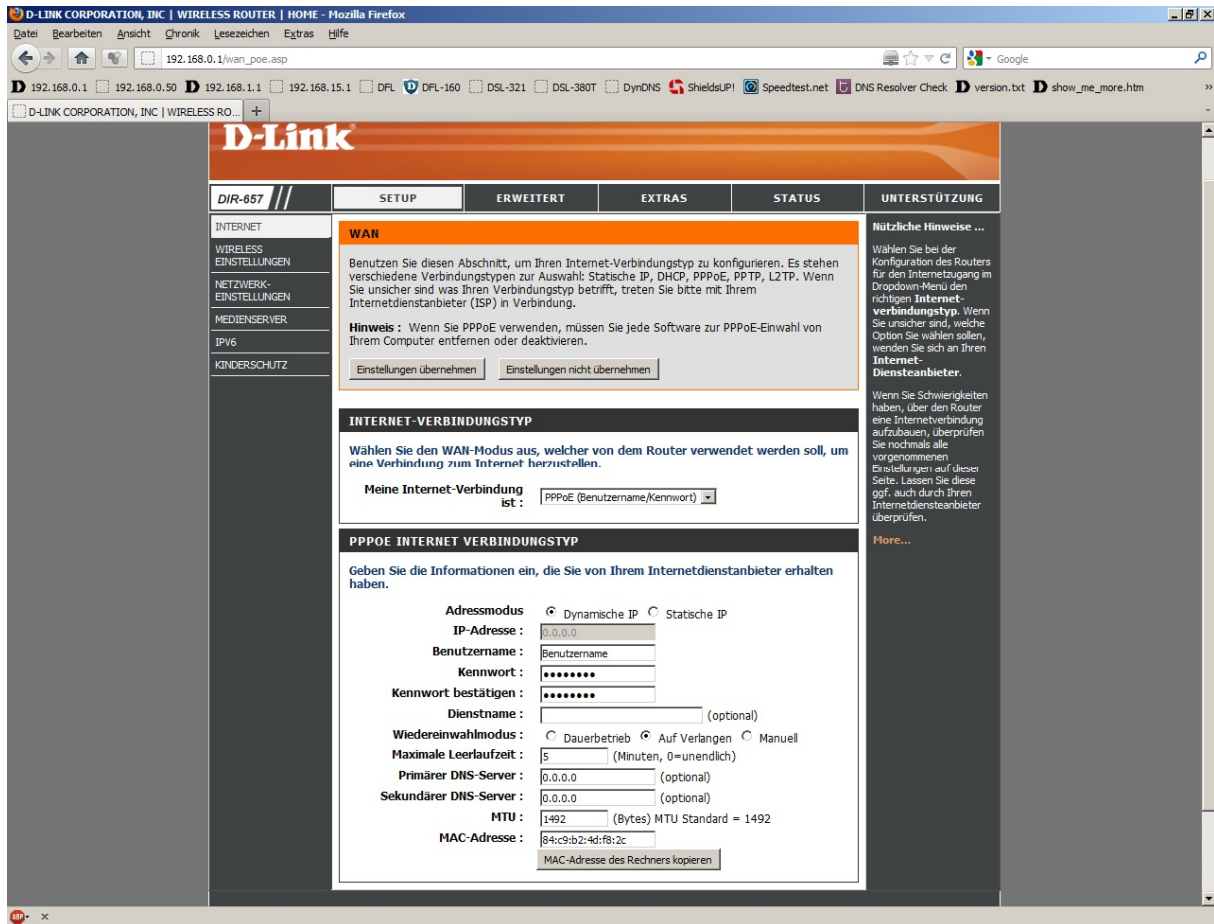 D-LINK CORPORATION, INC | WIRELESS ROUTER | HOME - Mozilla Firefox
Datei Bearbeiten Ansicht Chronik Lesezeichen Extras Hilfe
192.168.0.1/wan_poe.asp
Google
192.168.0.1 192.168.0.50 192.168.1.1 192.168.15.1 DFL DFL-160 DSL-321 DSL-380T DynDNS ShieldsUP! Speedtest.net DNS Resolver Check version.txt show_me_more.htm »
D-LINK CORPORATION, INC | WIRELESS RO... +
D-Link
DIR-657 //
SETUP ERWEITERT EXTRAS STATUS UNTERSTÜTZUNG
INTERNET
WIRELESS
EINSTELLUNGEN
NETZWERK-
EINSTELLUNGEN
MEDIENSERVER
IPV6
KINDERSCHUTZ
WAN
Benutzen Sie diesen Abschnitt, um Ihren Internet-Verbindungstyp zu konfigurieren. Es stehen
verschiedene Verbindungstypen zur Auswahl: Statische IP, DHCP, PPPoE, PPTP, L2TP. Wenn
Sie unsicher sind was Ihren Verbindungstyp betrifft, treten Sie bitte mit Ihrem
Internetdienstanbieter (ISP) in Verbindung.
Hinweis : Wenn Sie PPPoE verwenden, müssen Sie jede Software zur PPPoE-Einwahl von
Ihrem Computer entfernen oder deaktivieren.
Einstellungen übernehmen Einstellungen nicht übernehmen
INTERNET-VERBINDUNGSTYP
Wählen Sie den WAN-Modus aus, welcher von dem Router verwendet werden soll, um
eine Verbindung zum Internet herzustellen.
Meine Internet-Verbindung
ist : PPPoE (Benutzername/Kennwort)
PPPOE INTERNET VERBINDUNGSTYP
Geben Sie die Informationen ein, die Sie von Ihrem Internetdienstanbieter erhalten
haben.
Adressmodus Dynamische IP Statische IP
IP-Adresse : 0.0.0.0
Benutzername : Benutzername
Kennwort : ••••••••
Kennwort bestätigen : ••••••••
Dienstname : (optional)
Wiedereinwahlmodus : Dauerbetrieb Auf Verlangen Manuell
Maximale Leerlaufzeit : 5 (Minuten, 0=unendlich)
Primärer DNS-Server : 0.0.0.0 (optional)
Sekundärer DNS-Server : 0.0.0.0 (optional)
MTU : 1492 (Bytes) MTU Standard = 1492
MAC-Adresse : 84:c9:b2:4d:f8:2c
MAC-Adresse des Rechners kopieren
Nützliche Hinweise ...
Wählen Sie bei der
Konfiguration des Routers
für den Internetzugang im
Dropdown-Menü den
richtigen Internet-
verbindungstyp. Wenn
Sie unsicher sind, welche
Option Sie wählen sollen,
wenden Sie sich an Ihren
Internet-
Diensteanbieter.
Wenn Sie Schwierigkeiten
haben, über den Router
eine Internetverbindung
aufzubauen, überprüfen
Sie nochmals alle
vorgenommenen
Einstellungen auf dieser
Seite. Lassen Sie diese
ggf. auch durch Ihren
Internetdiensteanbieter
überprüfen.
More...
ABP